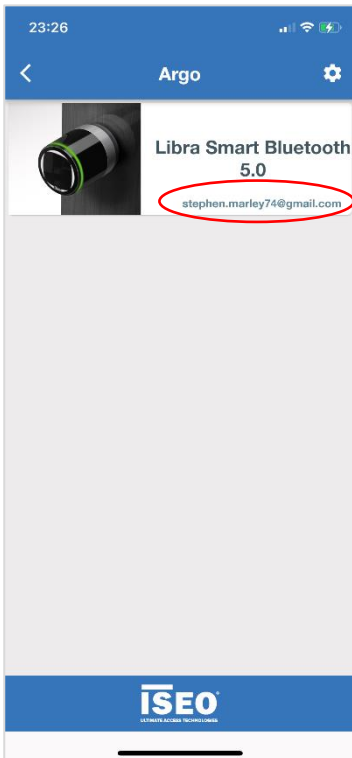 23:26
Argo
Libra Smart Bluetooth
5.0
stephen.marley74@gmail.com
ISEO
ULTIMATE ACCESS TECHNOLOGIES